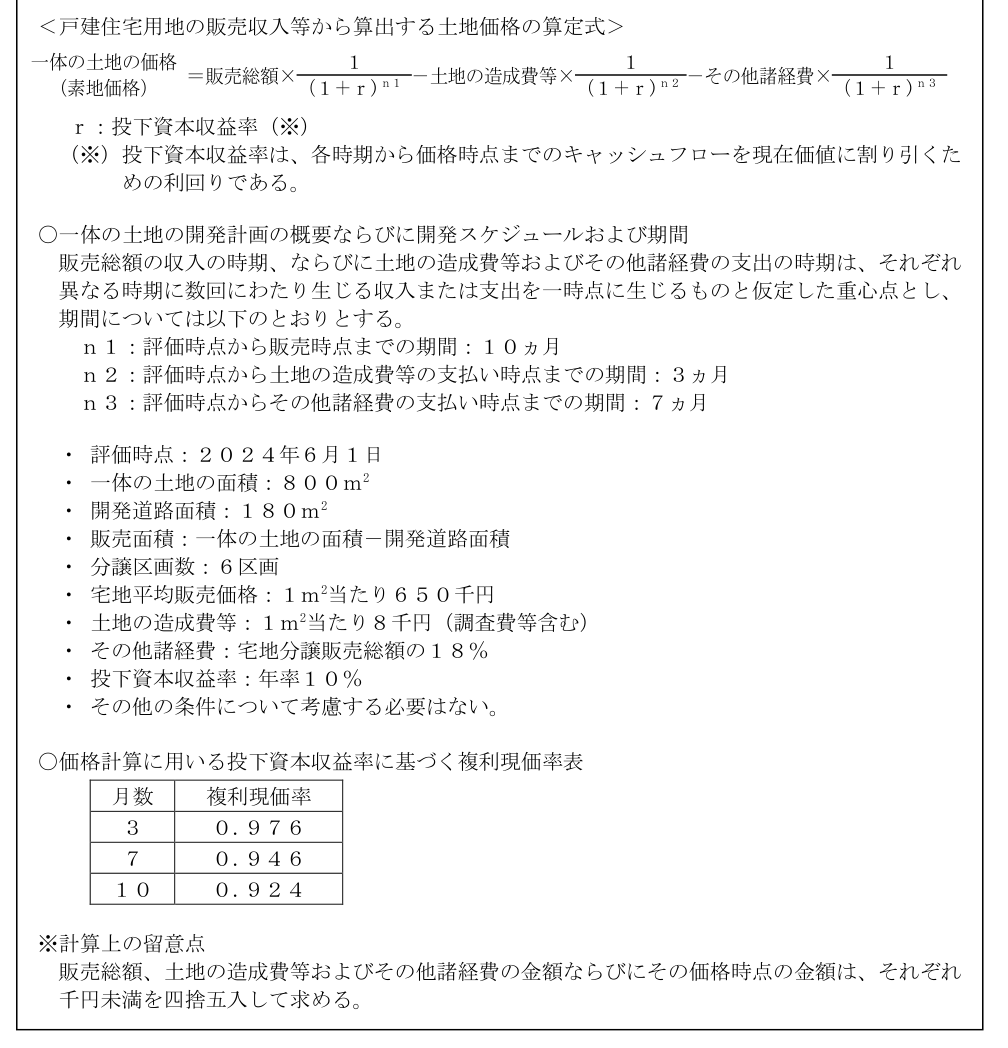 ＜戸建住宅用地の販売収入等から算出する土地価格の算定式＞
一体の土地の価格（素地価格）＝販売総額×1/(1＋r)^n1－土地の造成費等×1/(1＋r)^n2－その他諸経費×1/(1＋r)^n3
ｒ：投下資本収益率（※）
（※）投下資本収益率は、各時期から価格時点までのキャッシュフローを現在価値に割り引くた
めの利回りである。
○一体の土地の開発計画の概要ならびに開発スケジュールおよび期間
販売総額の収入の時期、ならびに土地の造成費等およびその他諸経費の支出の時期は、それぞれ
異なる時期に数回にわたり生じる収入または支出を一時点に生じるものと仮定した重心点とし、
期間については以下のとおりとする。
ｎ１：評価時点から販売時点までの期間：１０ヵ月
ｎ２：評価時点から土地の造成費等の支払い時点までの期間：３ヵ月
ｎ３：評価時点からその他諸経費の支払い時点までの期間：７ヵ月
・ 評価時点：２０２４年６月１日
・ 一体の土地の面積：８００ｍ²
・ 開発道路面積：１８０ｍ²
・ 販売面積：一体の土地の面積－開発道路面積
・ 分譲区画数：６区画
・ 宅地平均販売価格：１ｍ²当たり６５０千円
・ 土地の造成費等：１ｍ²当たり８千円（調査費等含む）
・ その他諸経費：宅地分譲販売総額の１８％
・ 投下資本収益率：年率１０％
・ その他の条件について考慮する必要はない。
○価格計算に用いる投下資本収益率に基づく複利現価率表
月数 複利現価率
３ ０．９７６
７ ０．９４６
１０ ０．９２４
※計算上の留意点
販売総額、土地の造成費等およびその他諸経費の金額ならびにその価格時点の金額は、それぞれ
千円未満を四捨五入して求める。